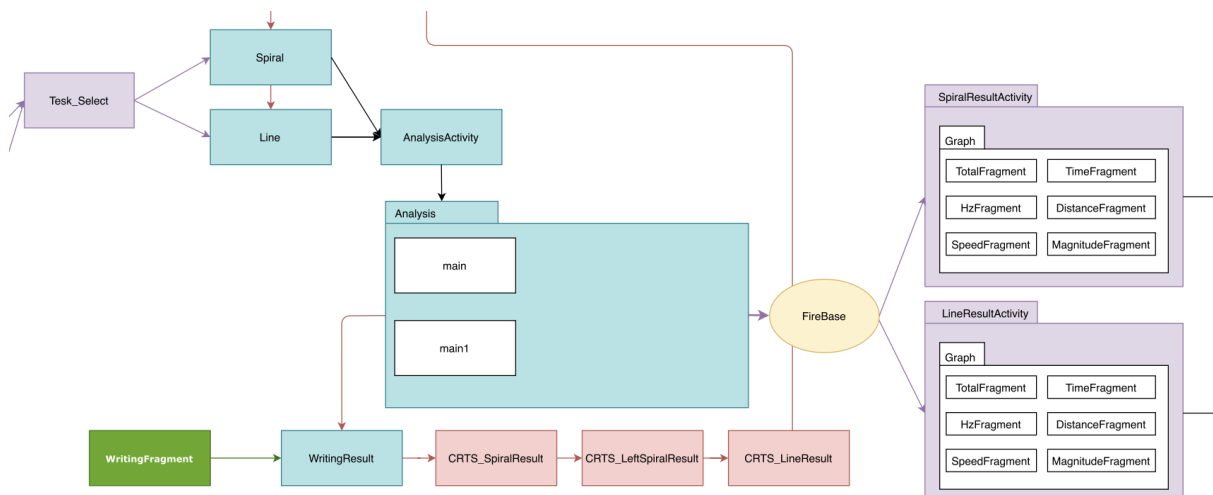 Spiral
Tesk_Select
Line
AnalysisActivity
Analysis
main
main1
FireBase
WritingFragment
WritingResult
CRTS_SpiralResult
CRTS_LeftSpiralResult
CRTS_LineResult
SpiralResultActivity
Graph
TotalFragment
TimeFragment
HzFragment
DistanceFragment
SpeedFragment
MagnitudeFragment
LineResultActivity
Graph
TotalFragment
TimeFragment
HzFragment
DistanceFragment
SpeedFragment
MagnitudeFragment